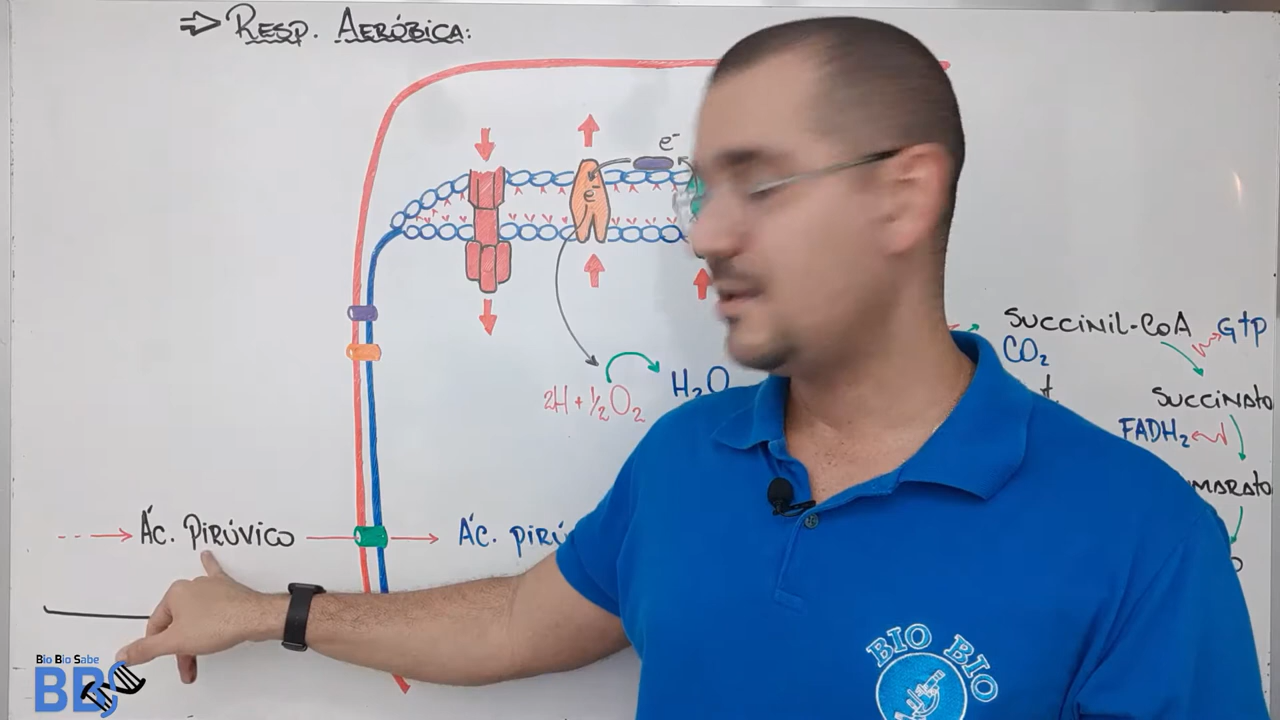 ⇒ RESP. AERÓBICA:
e⁻
e⁻
SUCCINIL-COA
GTP
CO₂
2H + ½O₂
H₂O
SUCCINATO
FADH₂
ÁC. PIRÚVICO
ÁC. PIRÚ
BIO BIO
Bio Bio Sabe
BBS